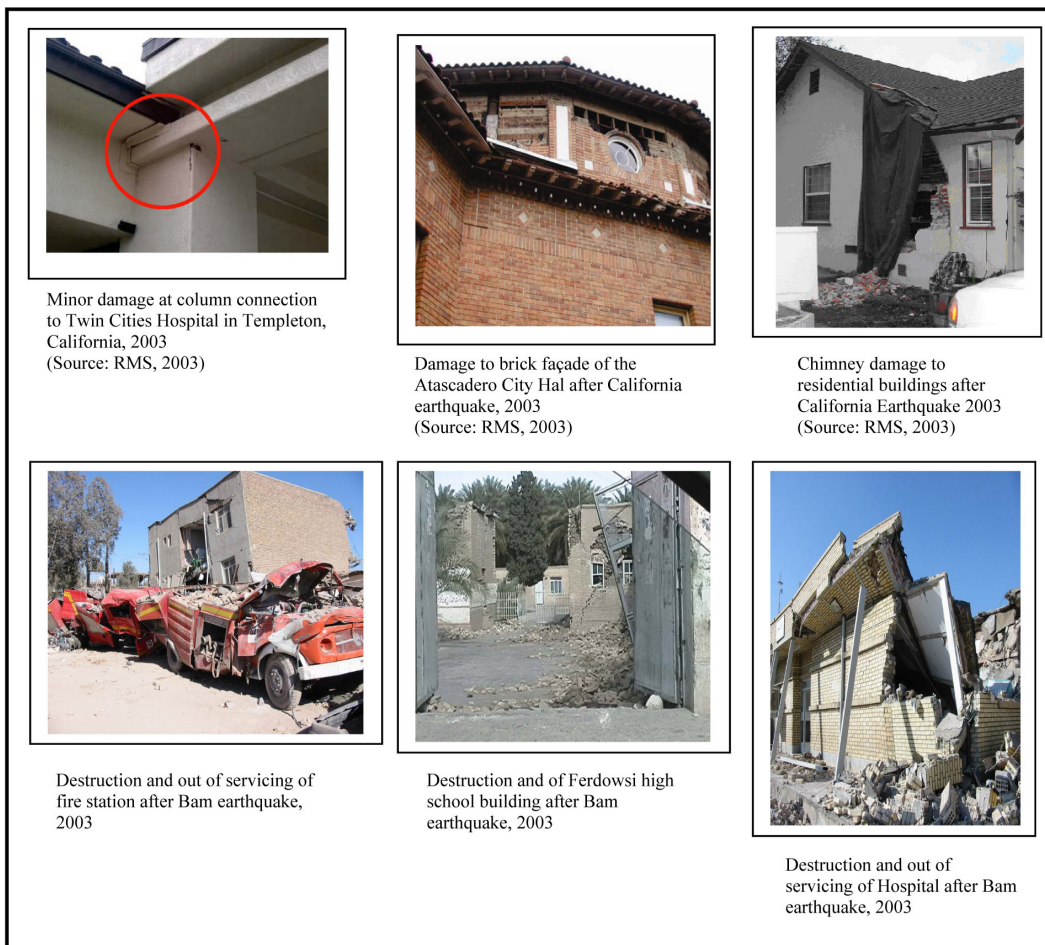 Minor damage at column connection
to Twin Cities Hospital in Templeton,
California, 2003
(Source: RMS, 2003)
Damage to brick façade of the
Atascadero City Hal after California
earthquake, 2003
(Source: RMS, 2003)
Chimney damage to
residential buildings after
California Earthquake 2003
(Source: RMS, 2003)
Destruction and out of servicing of
fire station after Bam earthquake,
2003
Destruction and of Ferdowsi high
school building after Bam
earthquake, 2003
Destruction and out of
servicing of Hospital after Bam
earthquake, 2003